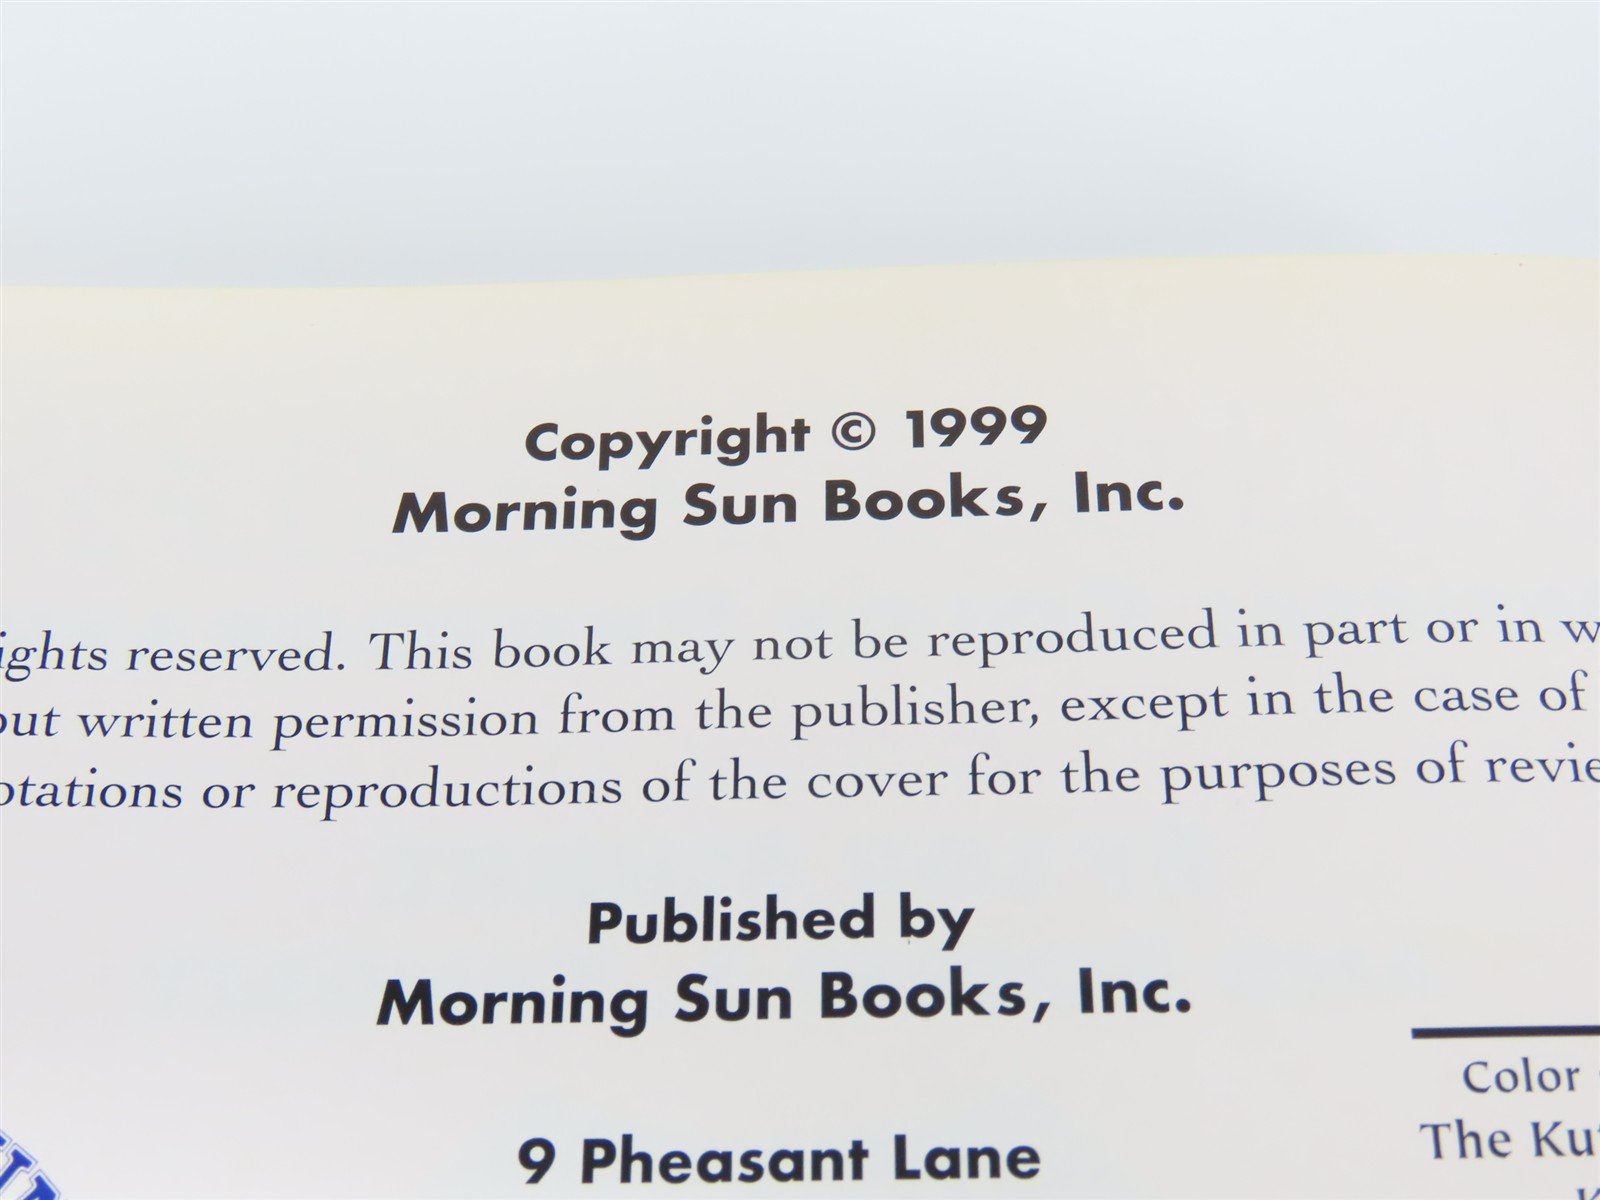 Copyright © 1999
Morning Sun Books, Inc.
ights reserved. This book may not be reproduced in part or in w
out written permission from the publisher, except in the case of
otations or reproductions of the cover for the purposes of revie
Published by
Morning Sun Books, Inc.
9 Pheasant Lane
Color
The Kut